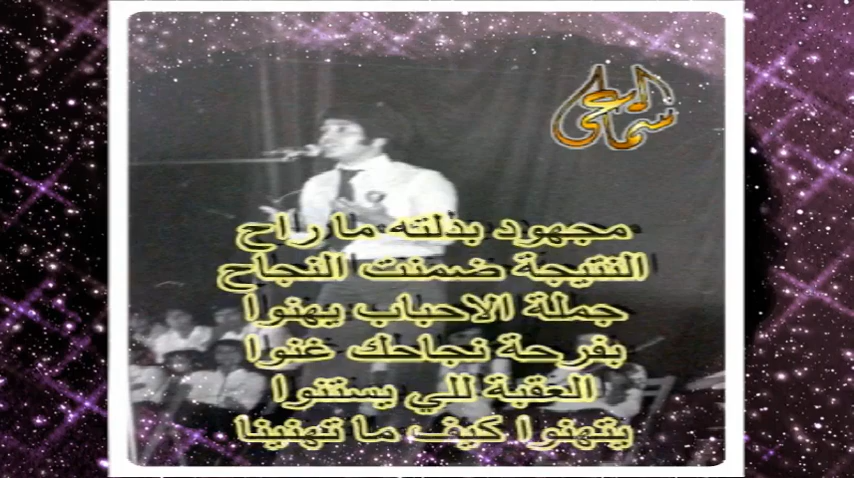 سماعي
مجهود بذلته ما راح
النتيجة ضمنت النجاح
جملة الاحباب يهنوا
بفرحة نجاحك غنوا
العقبة للي يستنوا
يتهنوا كيف ما تهنينا